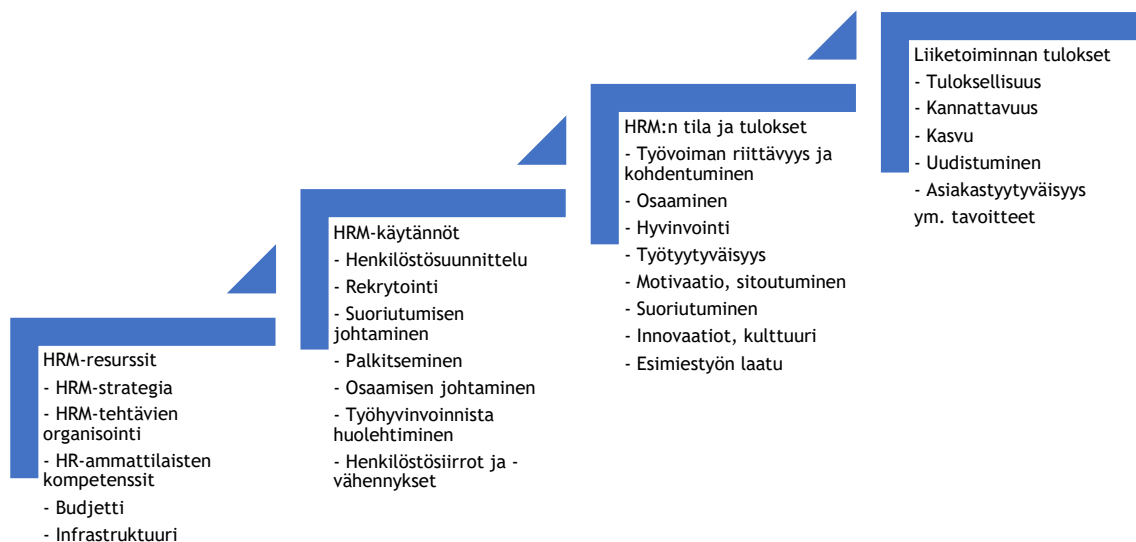 HRM-resurssit
- HRM-strategia
- HRM-tehtävien
organisointi
- HR-ammattilaisten
kompetenssit
- Budjetti
- Infrastruktuuri
HRM-käytännöt
- Henkilöstösuunnittelu
- Rekrytointi
- Suoriutumisen
johtaminen
- Palkitseminen
- Osaamisen johtaminen
- Työhyvinvoinnista
huolehtiminen
- Henkilöstösiirrot ja -
vähennykset
HRM:n tila ja tulokset
- Työvoiman riittävyys ja
kohdentuminen
- Osaaminen
- Hyvinvointi
- Työtyytyväisyys
- Motivaatio, sitoutuminen
- Suoriutuminen
- Innovaatiot, kulttuuri
- Esimiestyön laatu
Liiketoiminnan tulokset
- Tuloksellisuus
- Kannattavuus
- Kasvu
- Uudistuminen
- Asiakastyytyväisyys
ym. tavoitteet